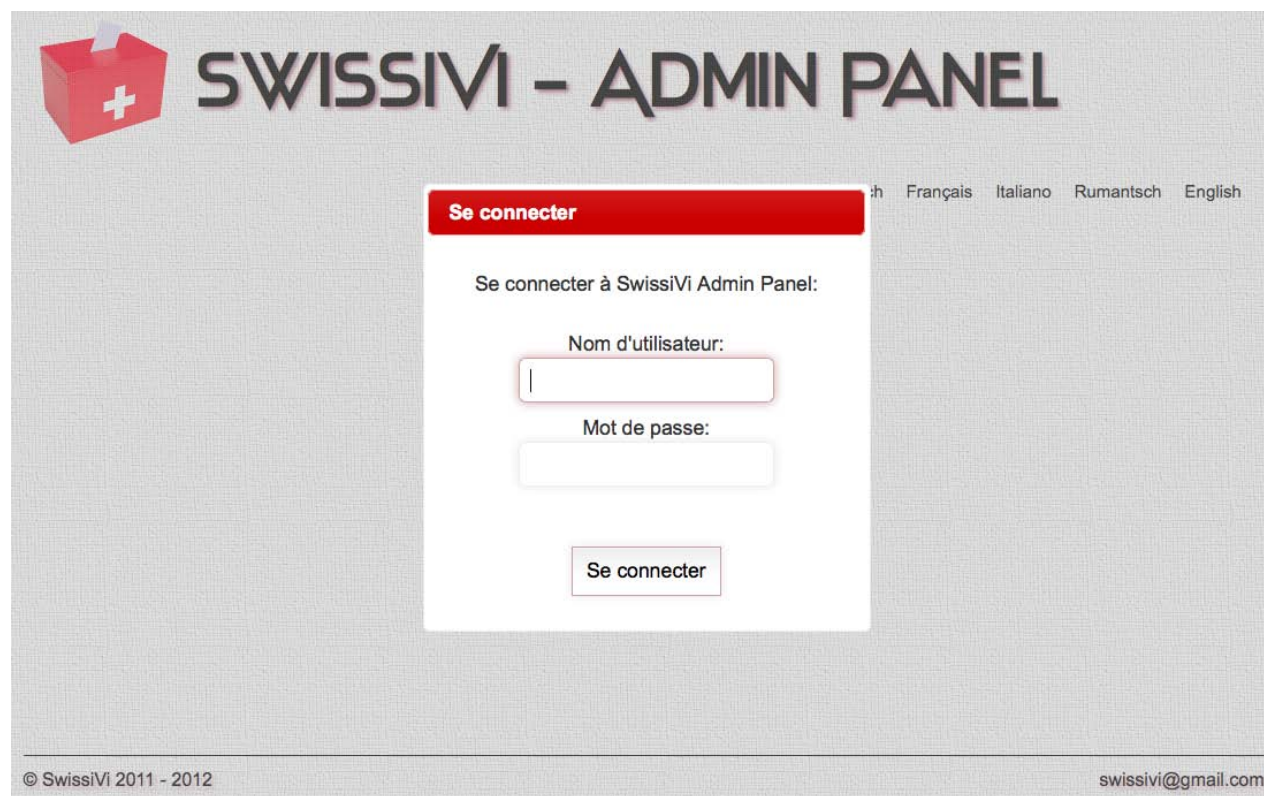 SWISSIVI - ADMIN PANEL
Français Italiano Rumantsch English
Se connecter
Se connecter à SwissiVi Admin Panel:
Nom d'utilisateur:
Mot de passe:
Se connecter
© SwissiVi 2011 - 2012 swissivi@gmail.com